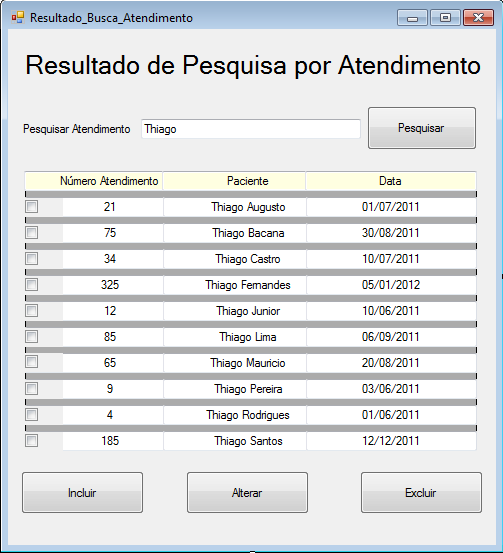 Resultado_Busca_Atendimento
Resultado de Pesquisa por Atendimento
Pesquisar Atendimento Thiago Pesquisar
Número Atendimento Paciente Data
21 Thiago Augusto 01/07/2011
75 Thiago Bacana 30/08/2011
34 Thiago Castro 10/07/2011
325 Thiago Fernandes 05/01/2012
12 Thiago Junior 10/06/2011
85 Thiago Lima 06/09/2011
65 Thiago Mauricio 20/08/2011
9 Thiago Pereira 03/06/2011
4 Thiago Rodrigues 01/06/2011
185 Thiago Santos 12/12/2011
Incluir Alterar Excluir